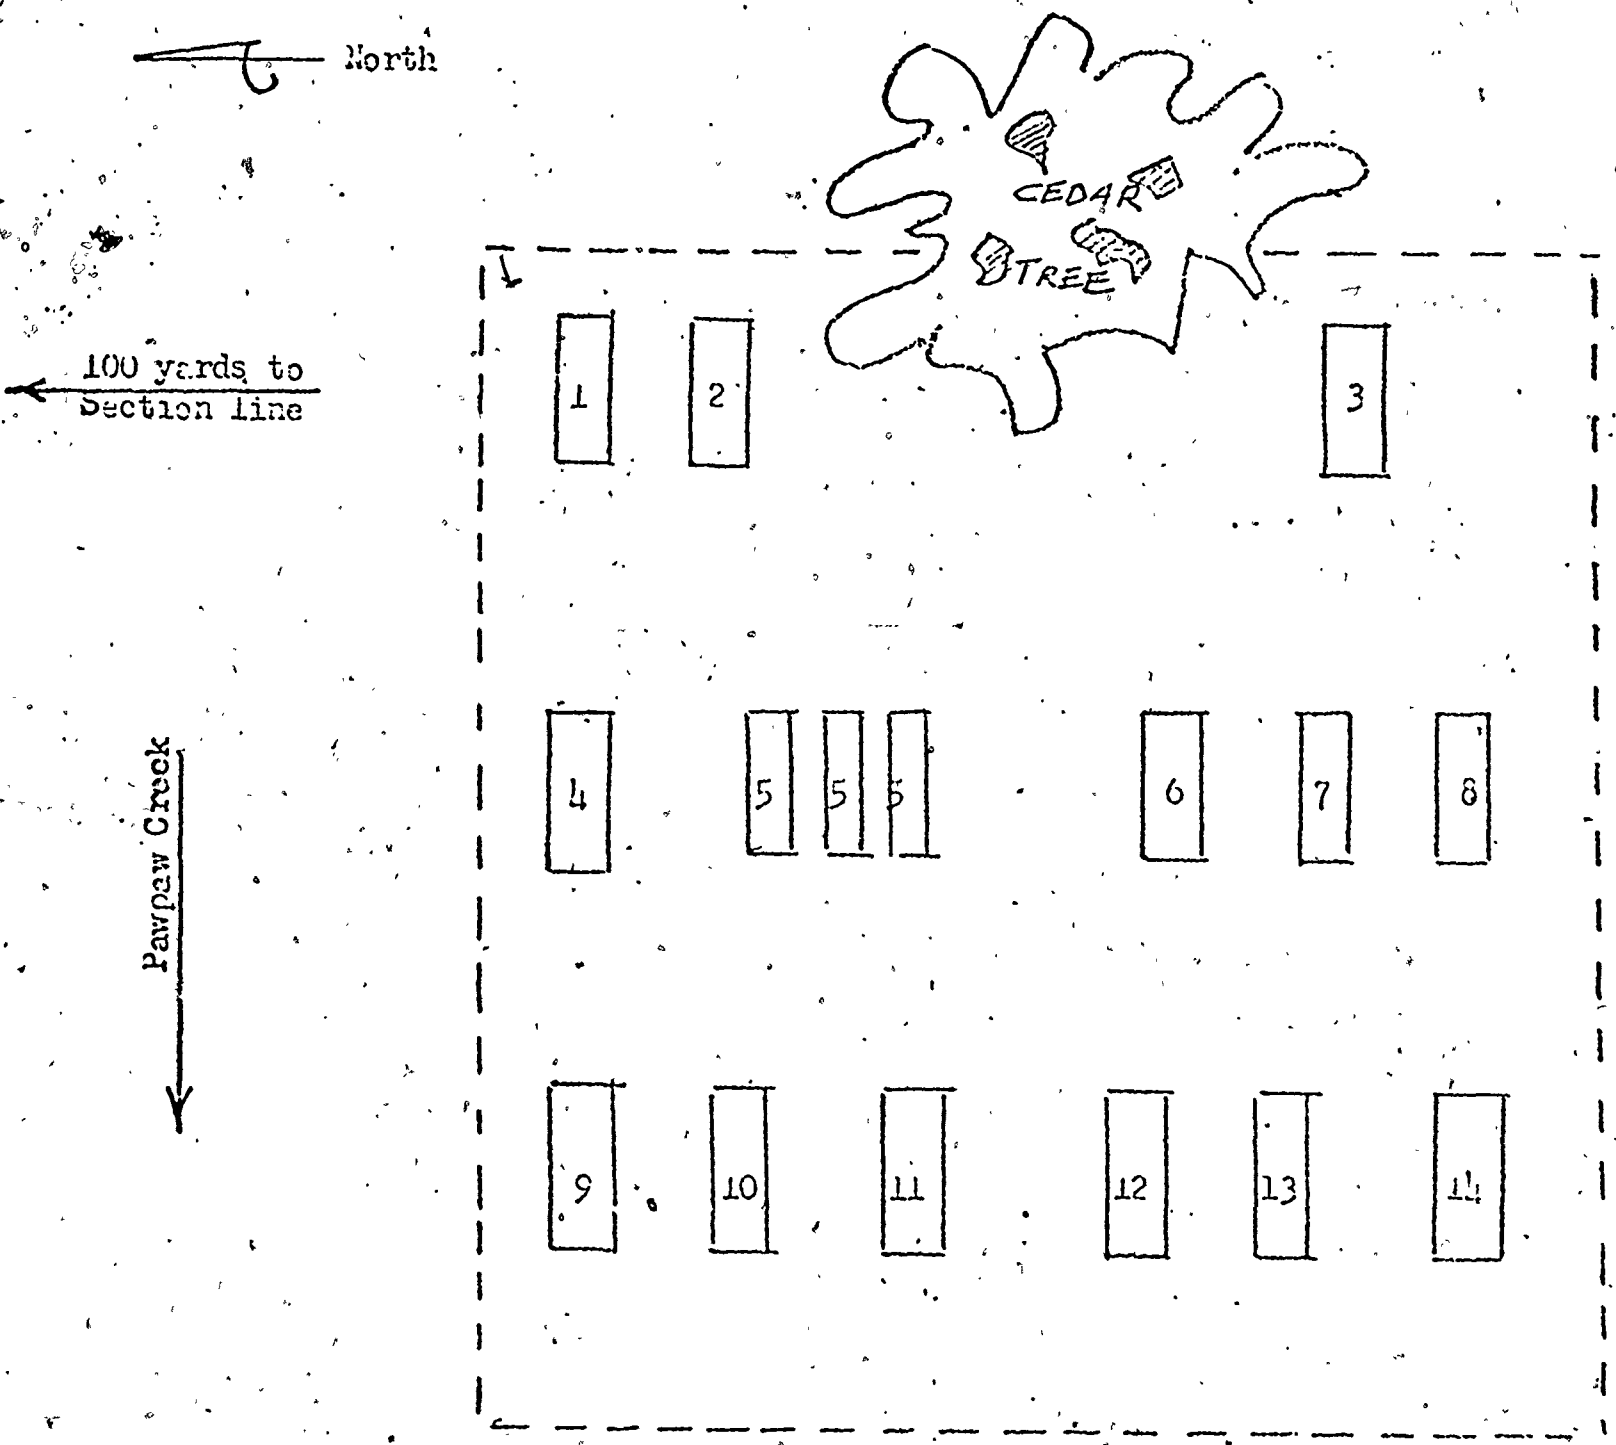 North
CEDAR
TREE
100 yards to
Section line
1 2 3
Pawpaw Creek
4 5 5 5 6 7 8
9 10 11 12 13 14